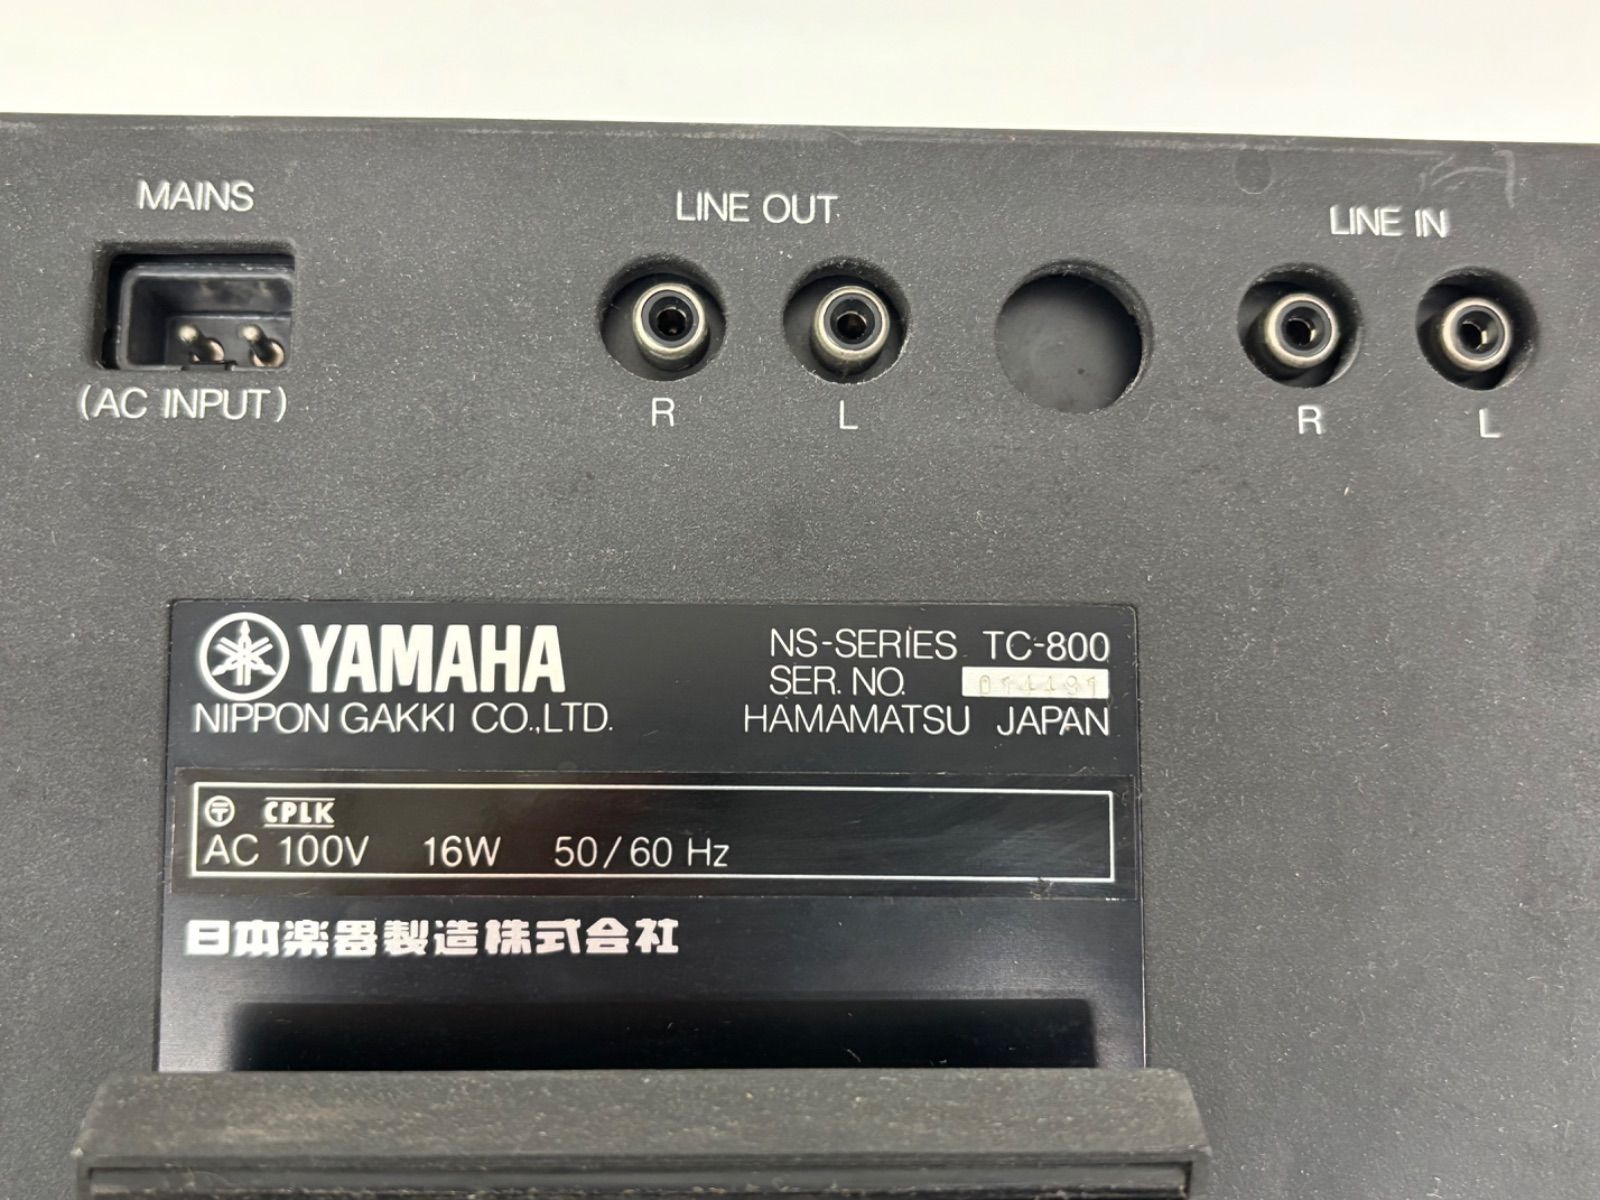 MAINS
LINE OUT
LINE IN
(AC INPUT)
R
L
R
L
YAMAHA
NIPPON GAKKI CO.,LTD.
NS-SERIES TC-800
SER. NO.
HAMAMATSU JAPAN
〒 CPLK
AC 100V 16W 50/60 Hz
日本楽器製造株式会社